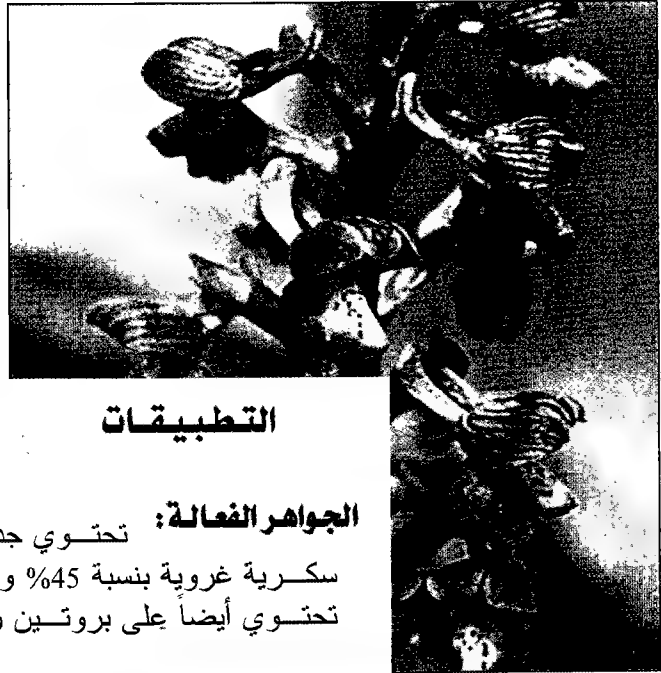 التطبيقات
الجواهر الفعالة: تحتوي
سكرية غروية بنسبة 45% و
تحتوي أيضاً على بروتين و